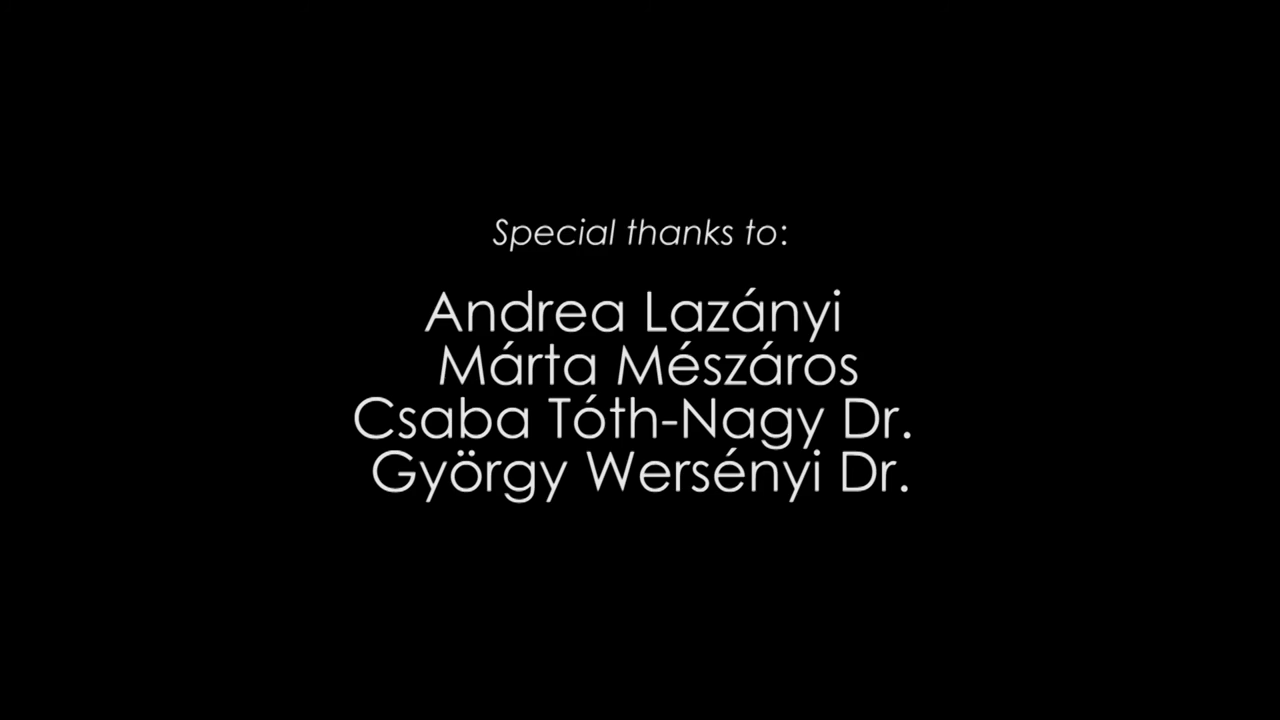 Special thanks to:
Andrea Lazányi
Márta Mészáros
Csaba Tóth-Nagy Dr.
György Wersényi Dr.